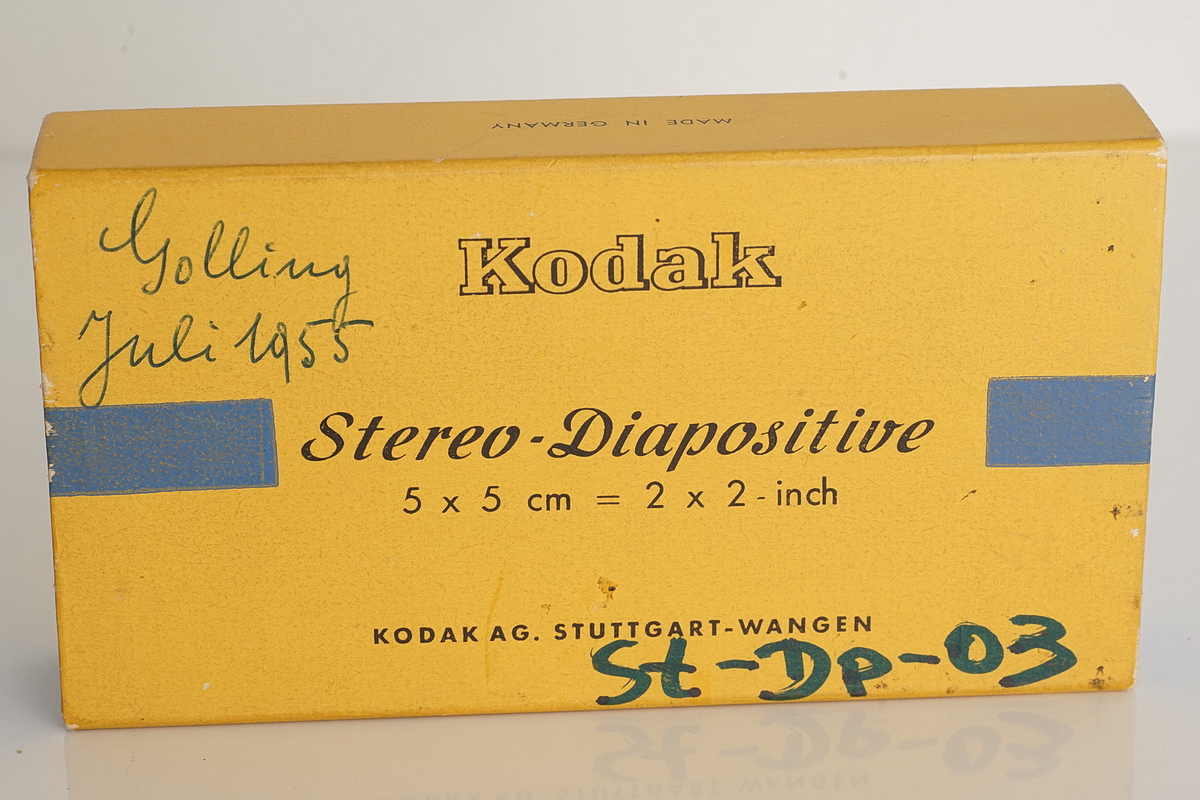 MADE IN GERMANY
Golling
Juli 1955
Kodak
Stereo-Diapositive
5 x 5 cm = 2 x 2-inch
KODAK AG. STUTTGART-WANGEN
St-Dp-03